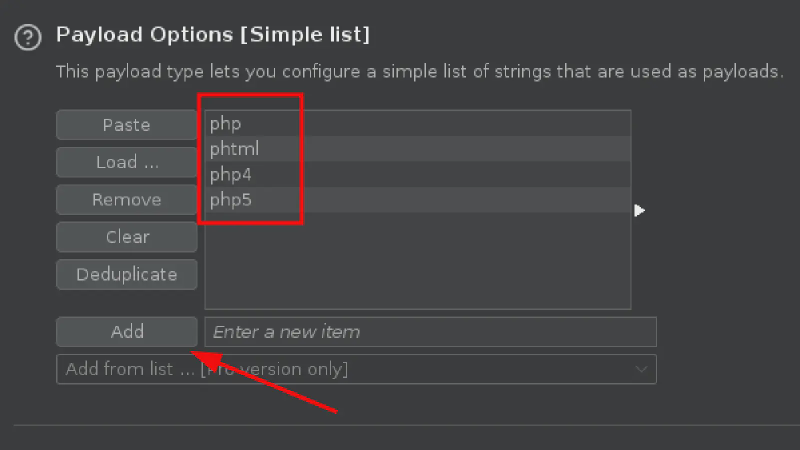 Payload Options [Simple list]
This payload type lets you configure a simple list of strings that are used as payloads.
Paste
Load ...
Remove
Clear
Deduplicate
php
phtml
php4
php5
Add
Enter a new item
Add from list ... [Pro version only]